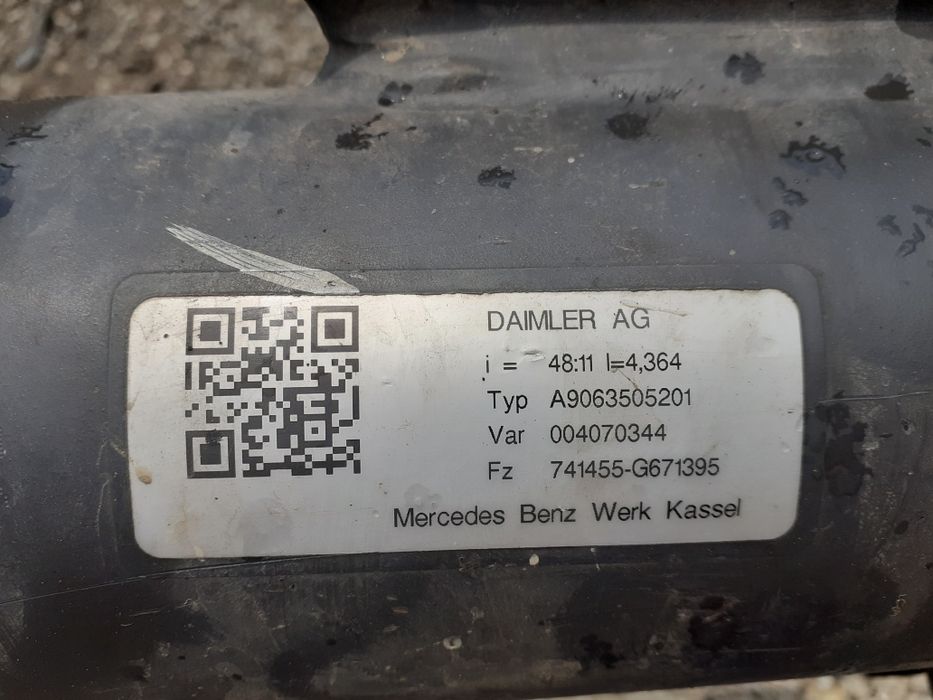 DAIMLER AG
i = 48:11 I=4,364
Typ A9063505201
Var 004070344
Fz 741455-G671395
Mercedes Benz Werk Kassel